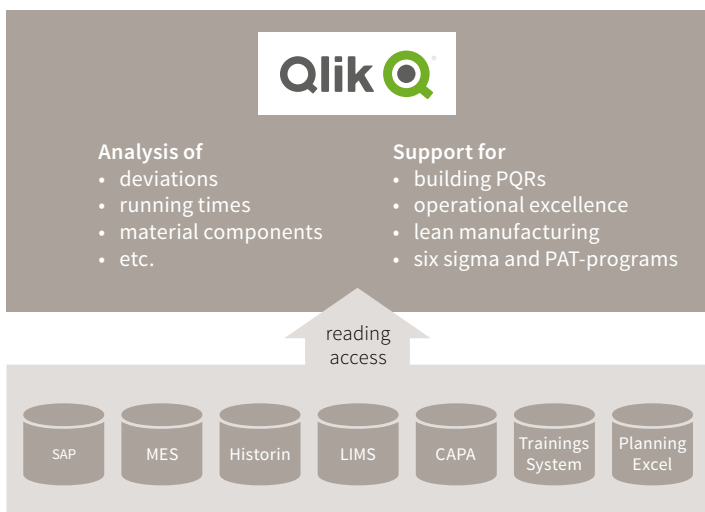 Qlik
Analysis of
• deviations
• running times
• material components
• etc.
Support for
• building PQRs
• operational excellence
• lean manufacturing
• six sigma and PAT-programs
reading
access
SAP
MES
Historin
LIMS
CAPA
Trainings
System
Planning
Excel